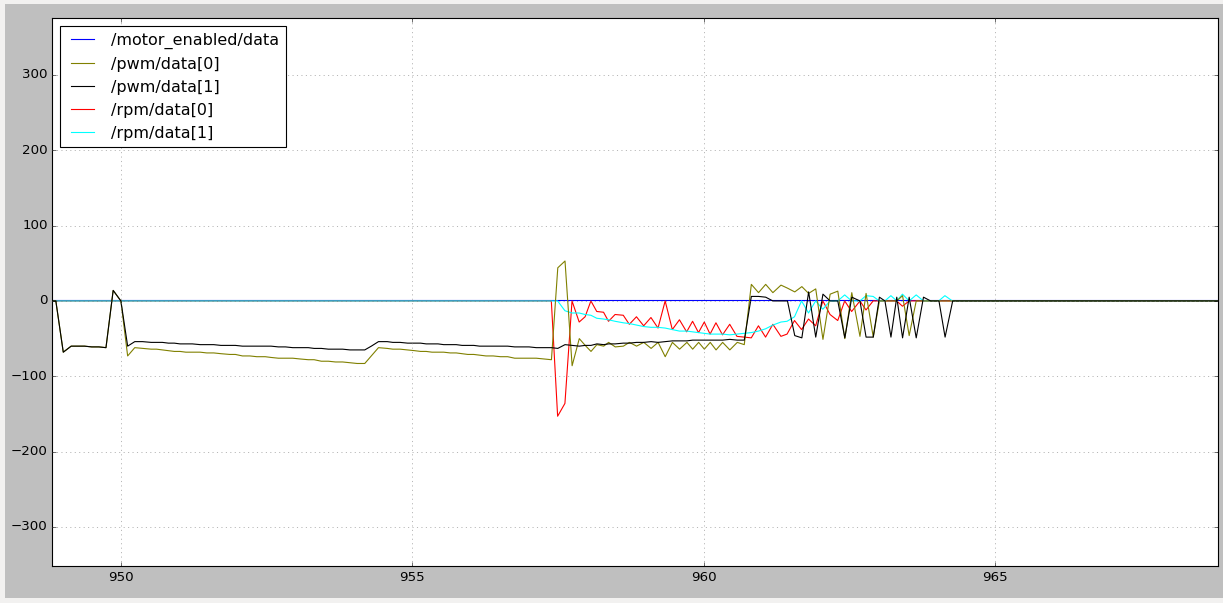 /motor_enabled/data
/pwm/data[0]
/pwm/data[1]
/rpm/data[0]
/rpm/data[1]
300
200
100
0
−100
−200
−300
950 955 960 965